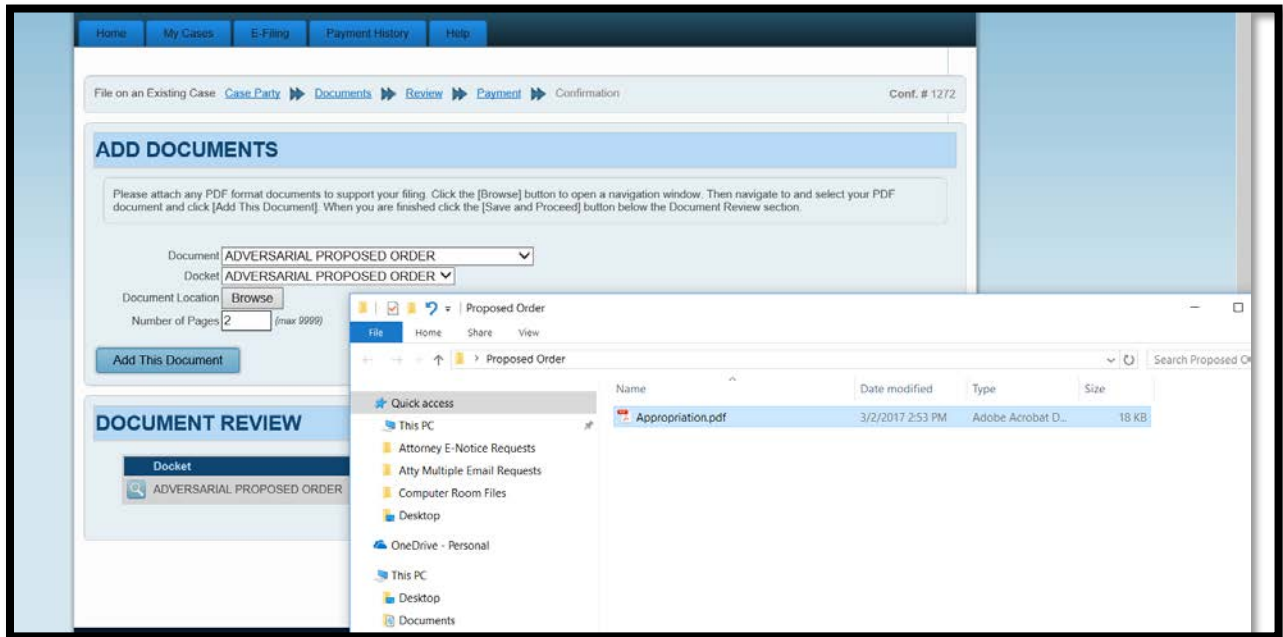 Home My Cases E-Filing Payment History Help
File on an Existing Case Case Party Documents Review Payment Confirmation Conf. # 1272
ADD DOCUMENTS
Please attach any PDF format documents to support your filing. Click the [Browse] button to open a navigation window. Then navigate to and select your PDF
document and click [Add This Document]. When you are finished click the [Save and Proceed] button below the Document Review section.
Document ADVERSARIAL PROPOSED ORDER
Docket ADVERSARIAL PROPOSED ORDER
Document Location Browse
Number of Pages 2 (max 9999)
Add This Document
DOCUMENT REVIEW
Docket
ADVERSARIAL PROPOSED ORDER
Proposed Order
File Home Share View
Proposed Order Search Proposed O
Name Date modified Type Size
Appropriation.pdf 3/2/2017 2:53 PM Adobe Acrobat D... 18 KB
Quick access
This PC
Attorney E-Notice Requests
Atty Multiple Email Requests
Computer Room Files
Desktop
OneDrive - Personal
This PC
Desktop
Documents